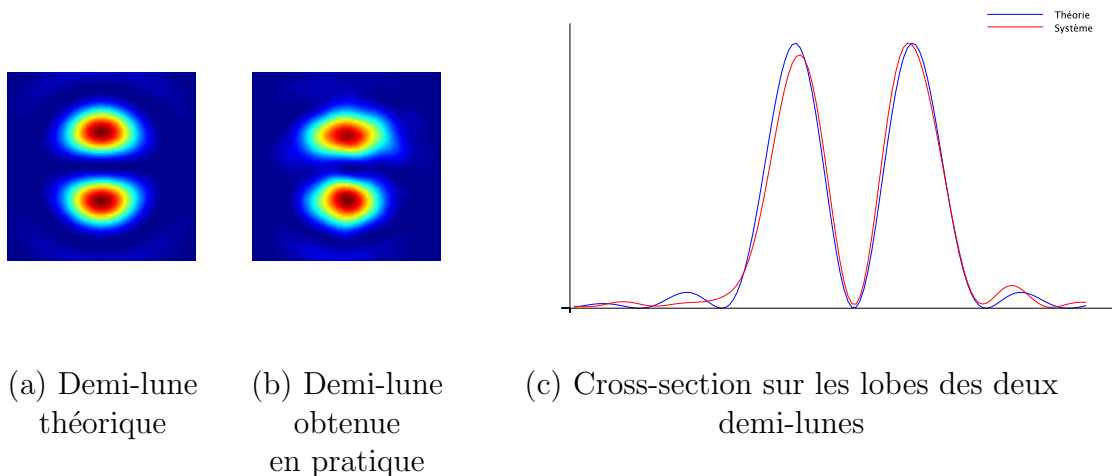 Théorie
Système
(a) Demi-lune
théorique
(b) Demi-lune
obtenue
en pratique
(c) Cross-section sur les lobes des deux
demi-lunes